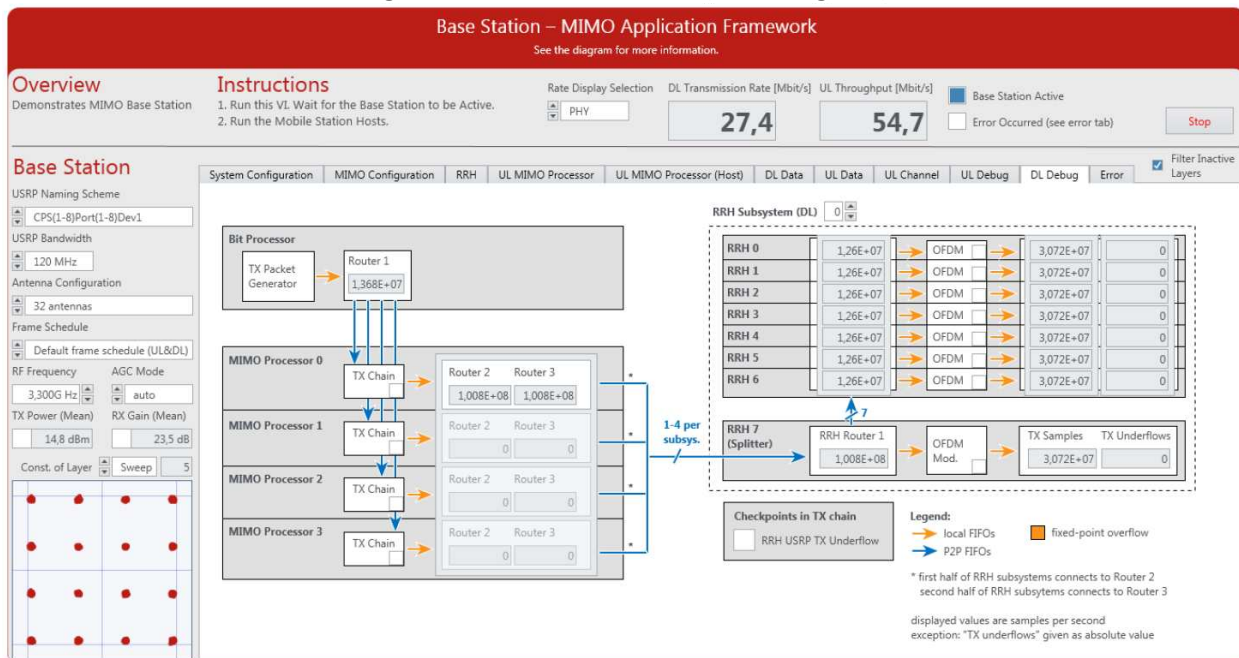 Base Station – MIMO Application Framework
See the diagram for more information.
Overview
Demonstrates MIMO Base Station
Instructions
1. Run this VI. Wait for the Base Station to be Active.
2. Run the Mobile Station Hosts.
Rate Display Selection
PHY
DL Transmission Rate [Mbit/s]
27,4
UL Throughput [Mbit/s]
54,7
Base Station Active
Error Occurred (see error tab)
Stop
Base Station
USRP Naming Scheme
CPS(1-8)Port(1-8)Dev1
USRP Bandwidth
120 MHz
Antenna Configuration
32 antennas
Frame Schedule
Default frame schedule (UL&DL)
RF Frequency AGC Mode
3,300G Hz auto
TX Power (Mean) RX Gain (Mean)
14,8 dBm 23,5 dB
Const. of Layer Sweep 5
System Configuration MIMO Configuration RRH UL MIMO Processor UL MIMO Processor (Host) DL Data UL Data UL Channel UL Debug DL Debug Error
Filter Inactive
Layers
Bit Processor
TX Packet
Generator
Router 1
1,368E+07
MIMO Processor 0
TX Chain
Router 2 Router 3
1,008E+08 1,008E+08
*
MIMO Processor 1
TX Chain
Router 2 Router 3
0 0
*
MIMO Processor 2
TX Chain
Router 2 Router 3
0 0
*
MIMO Processor 3
TX Chain
Router 2 Router 3
0 0
*
1-4 per
subsys.
RRH Subsystem (DL) 0
RRH 0 1,26E+07 OFDM 3,072E+07 0
RRH 1 1,26E+07 OFDM 3,072E+07 0
RRH 2 1,26E+07 OFDM 3,072E+07 0
RRH 3 1,26E+07 OFDM 3,072E+07 0
RRH 4 1,26E+07 OFDM 3,072E+07 0
RRH 5 1,26E+07 OFDM 3,072E+07 0
RRH 6 1,26E+07 OFDM 3,072E+07 0
7
RRH 7
(Splitter)
RRH Router 1
1,008E+08
OFDM
Mod.
TX Samples TX Underflows
3,072E+07 0
Checkpoints in TX chain
RRH USRP TX Underflow
Legend:
local FIFOs
P2P FIFOs
fixed-point overflow
* first half of RRH subsystems connects to Router 2
second half of RRH subsytems connects to Router 3
displayed values are samples per second
exception: "TX underflows" given as absolute value